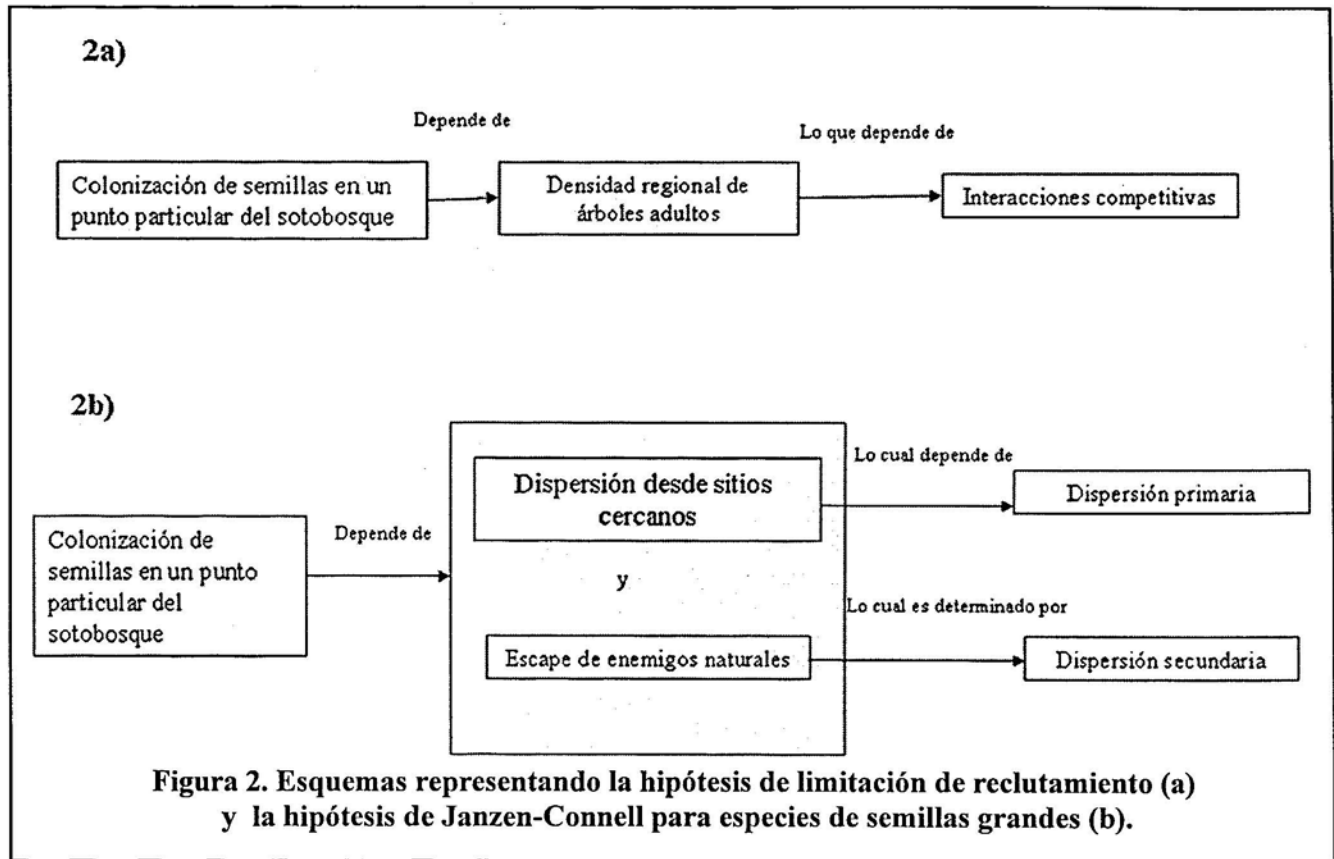 2a)
Depende de
Lo que depende de
Colonización de semillas en un
punto particular del sotobosque
Densidad regional de
árboles adultos
Interacciones competitivas
2b)
Colonización de
semillas en un punto
particular del
sotobosque
Depende de
Dispersión desde sitios
cercanos
y
Escape de enemigos naturales
Lo cual depende de
Dispersión primaria
Lo cual es determinado por
Dispersión secundaria
Figura 2. Esquemas representando la hipótesis de limitación de reclutamiento (a)
y la hipótesis de Janzen-Connell para especies de semillas grandes (b).